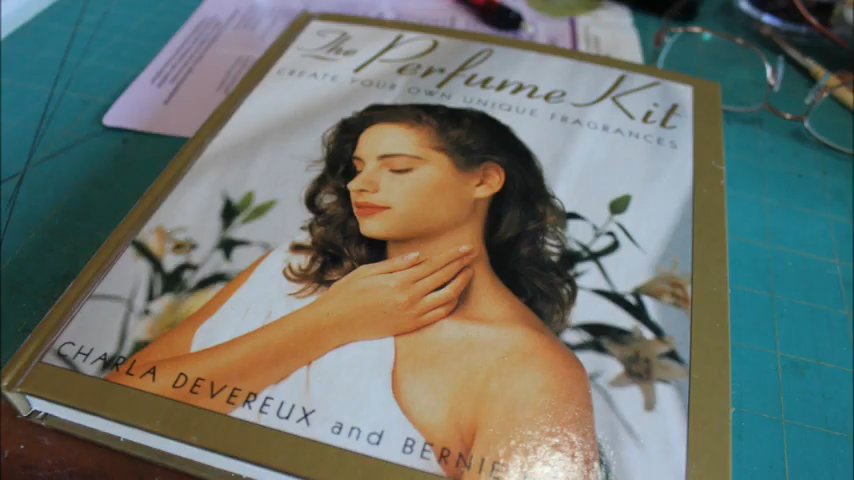 The Perfume Kit
CREATE YOUR OWN UNIQUE FRAGRANCES
CHARLA DEVEREUX and BERNIE